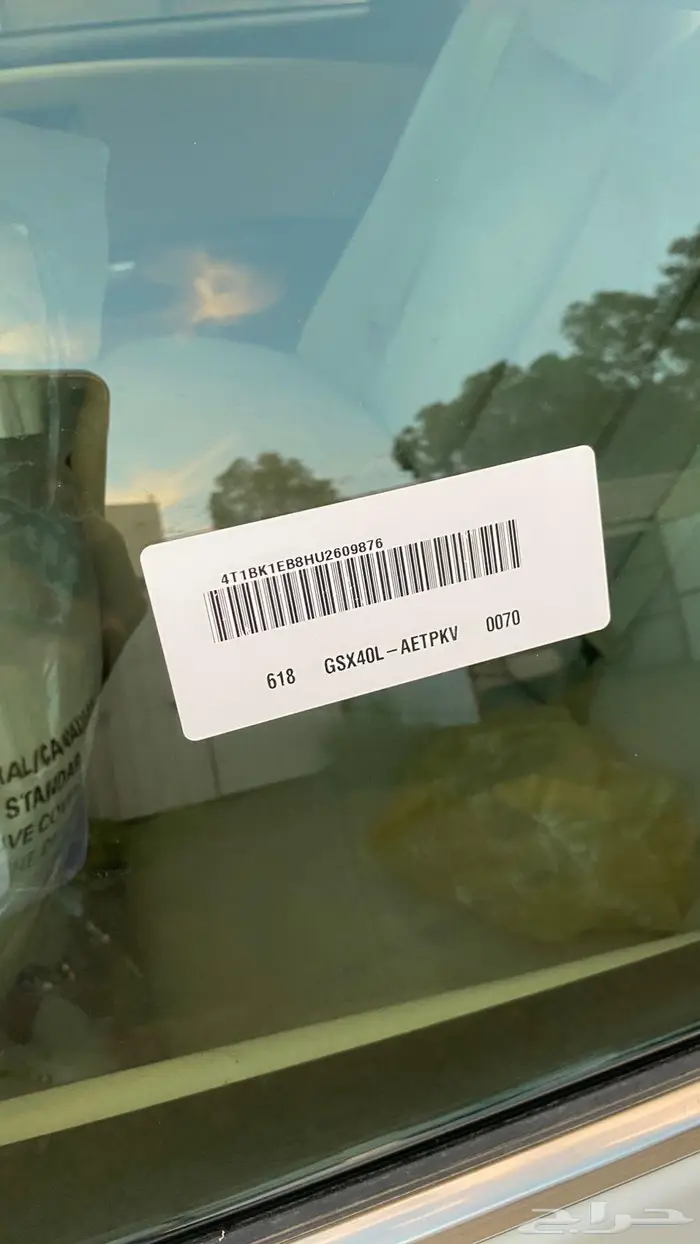 4T1BK1EB8HU2609876
618 GSX40L-AETPKV 0070
STANDAR
حراج